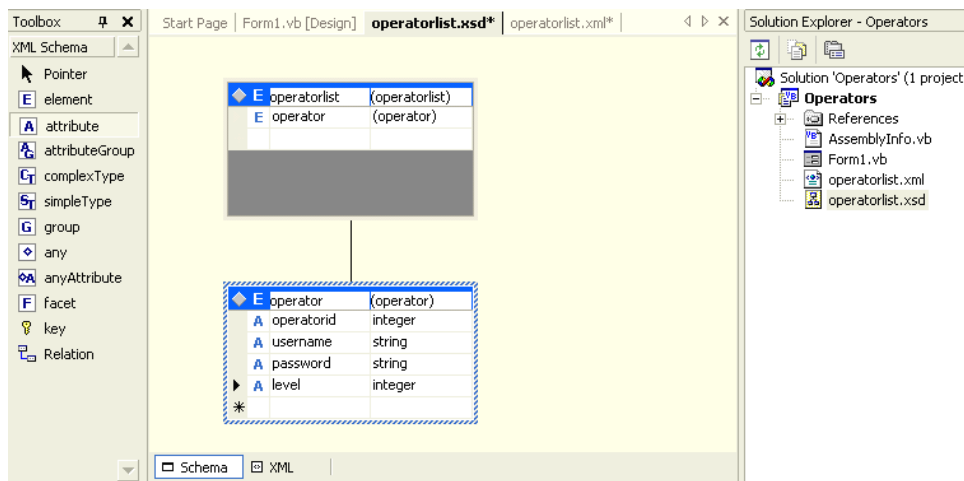 Toolbox
XML Schema
Pointer
E element
A attribute
AG attributeGroup
CT complexType
ST simpleType
G group
any
A anyAttribute
F facet
key
Relation
Start Page Form1.vb [Design] operatorlist.xsd* operatorlist.xml*
E operatorlist (operatorlist)
E operator (operator)
E operator (operator)
A operatorid integer
A username string
A password string
A level integer
Schema XML
Solution Explorer - Operators
Solution 'Operators' (1 project
Operators
References
AssemblyInfo.vb
Form1.vb
operatorlist.xml
operatorlist.xsd